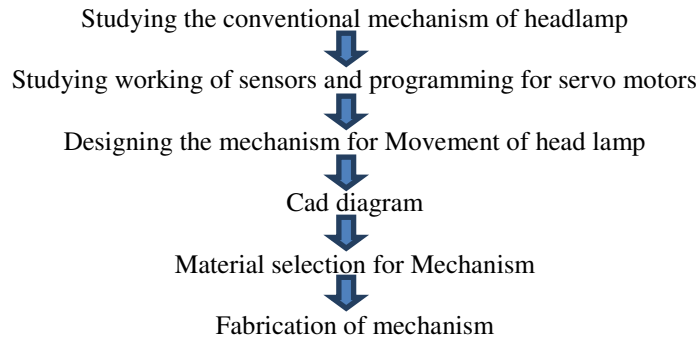 Studying the conventional mechanism of headlamp
Studying working of sensors and programming for servo motors
Designing the mechanism for Movement of head lamp
Cad diagram
Material selection for Mechanism
Fabrication of mechanism